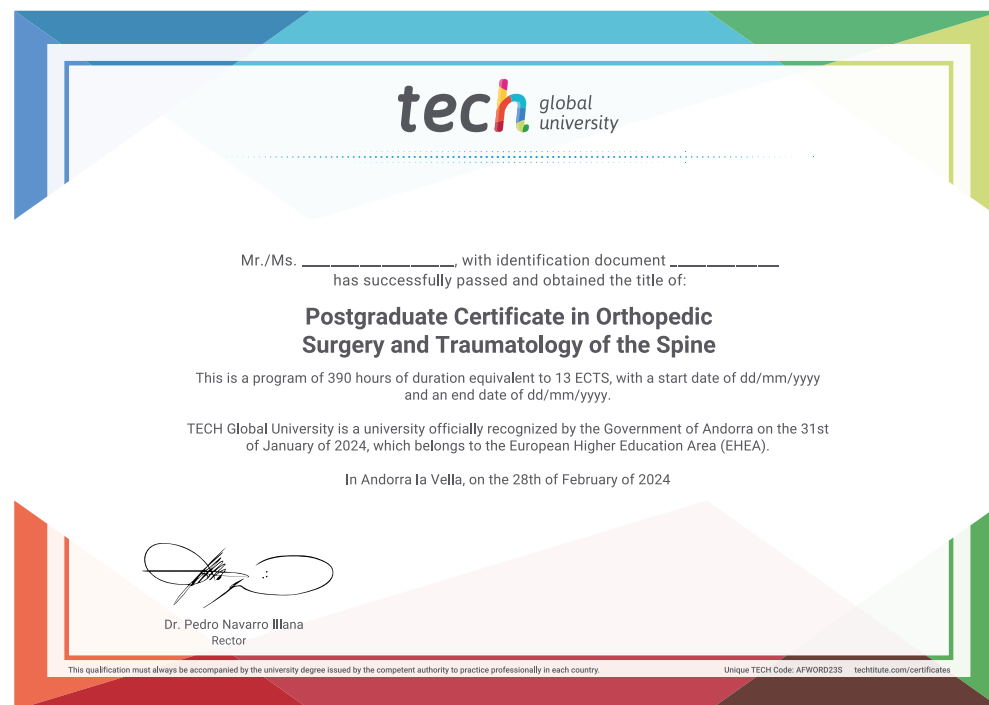 tech global
university
Mr./Ms. ____________________, with identification document ______________
has successfully passed and obtained the title of:
Postgraduate Certificate in Orthopedic
Surgery and Traumatology of the Spine
This is a program of 390 hours of duration equivalent to 13 ECTS, with a start date of dd/mm/yyyy
and an end date of dd/mm/yyyy.
TECH Global University is a university officially recognized by the Government of Andorra on the 31st
of January of 2024, which belongs to the European Higher Education Area (EHEA).
In Andorra la Vella, on the 28th of February of 2024
Dr. Pedro Navarro Illana
Rector
This qualification must always be accompanied by the university degree issued by the competent authority to practice professionally in each country.
Unique TECH Code: AFWORD23S techtitute.com/certificates